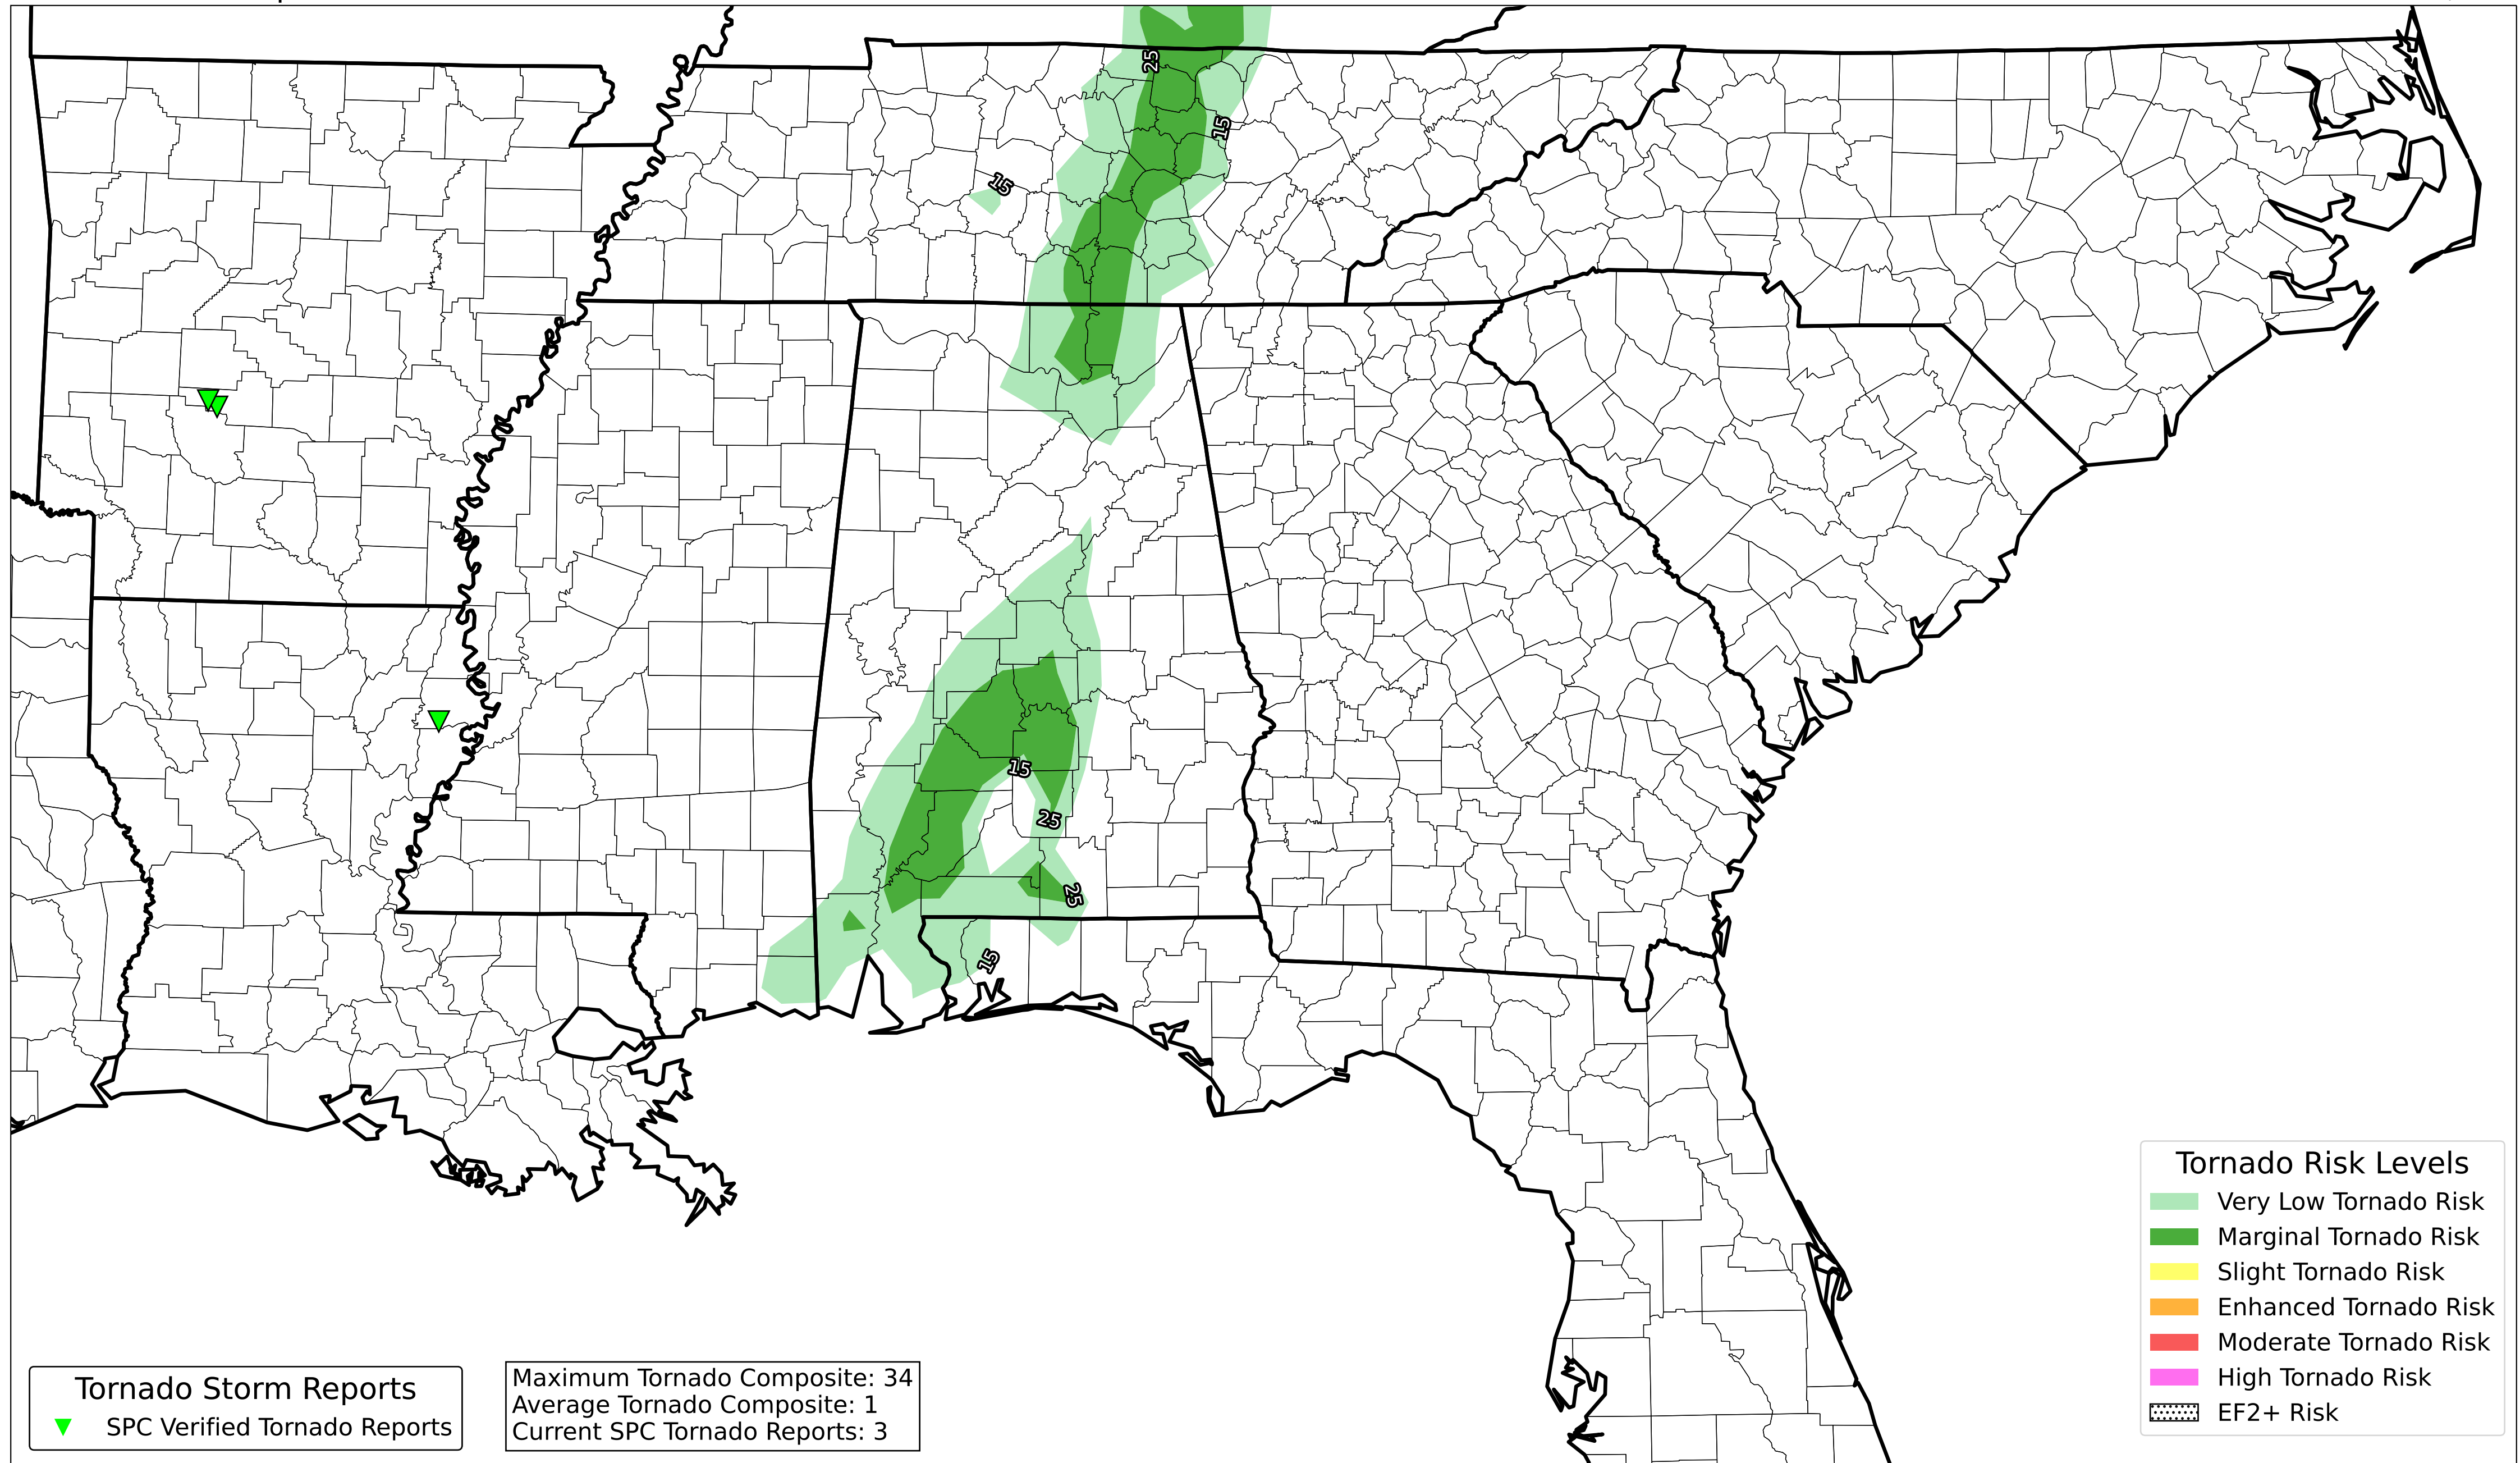 25
15
15
15
25
25
15
Tornado Risk Levels
Very Low Tornado Risk
Marginal Tornado Risk
Slight Tornado Risk
Enhanced Tornado Risk
Moderate Tornado Risk
High Tornado Risk
EF2+ Risk
Tornado Storm Reports
SPC Verified Tornado Reports
Maximum Tornado Composite: 34
Average Tornado Composite: 1
Current SPC Tornado Reports: 3